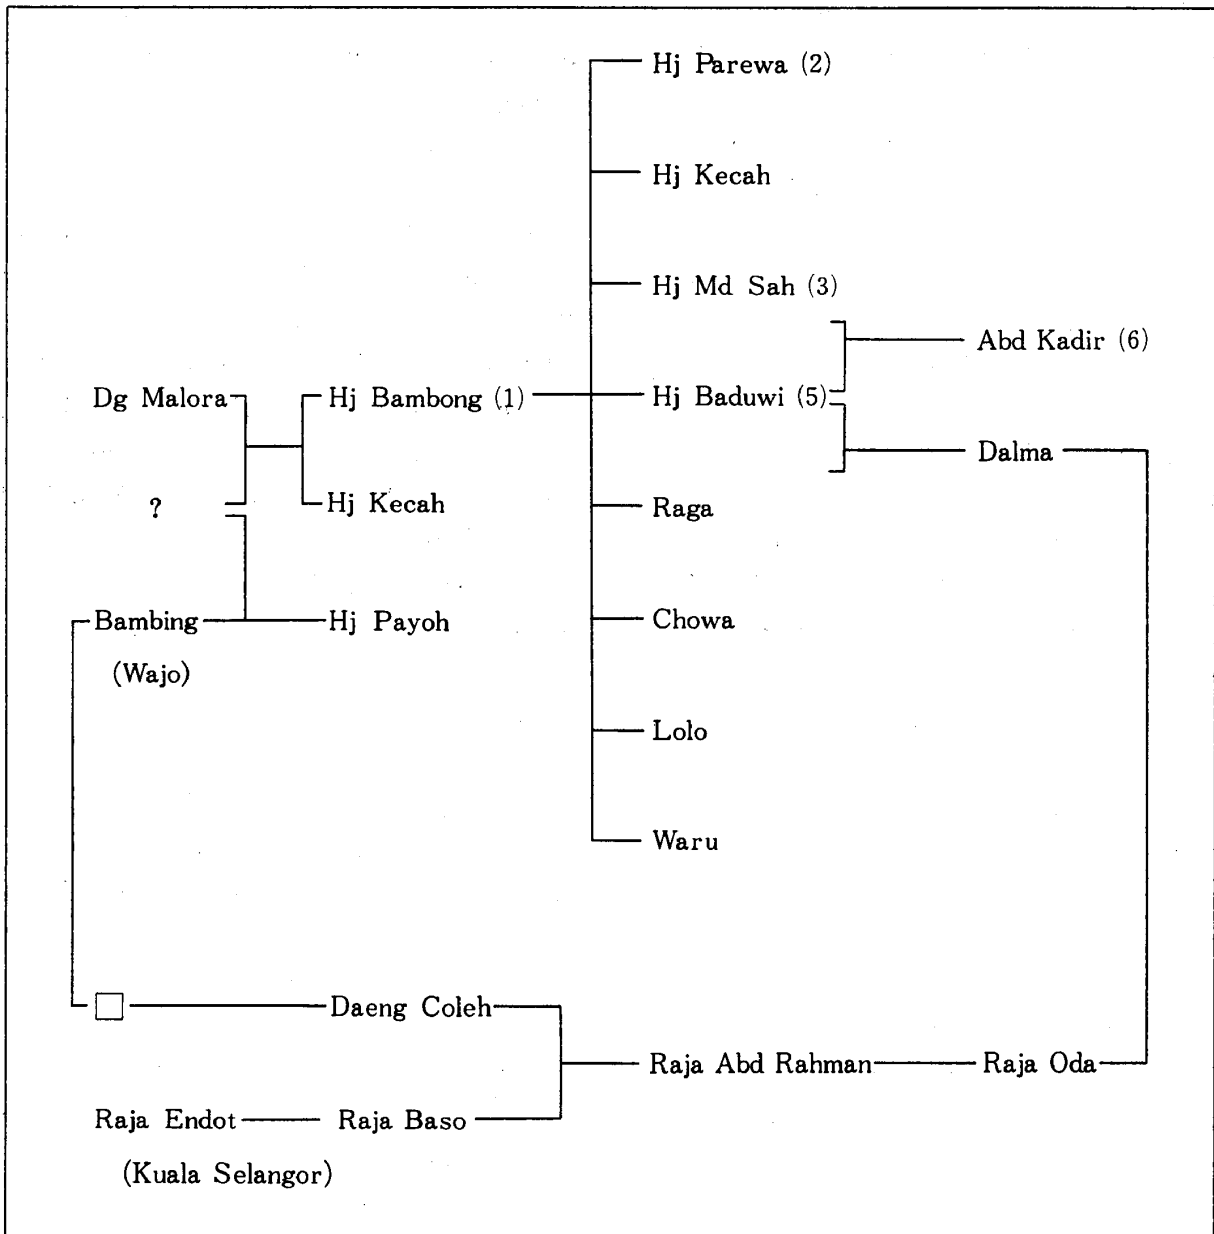 Hj Parewa (2)
Hj Kecah
Hj Md Sah (3)
Abd Kadir (6)
Dg Malora
Hj Bambong (1)
Hj Baduwi (5)
Dalma
?
Hj Kecah
Raga
Bambing
Hj Payoh
Chowa
(Wajo)
Lolo
Waru
Daeng Coleh
Raja Abd Rahman
Raja Oda
Raja Endot
Raja Baso
(Kuala Selangor)